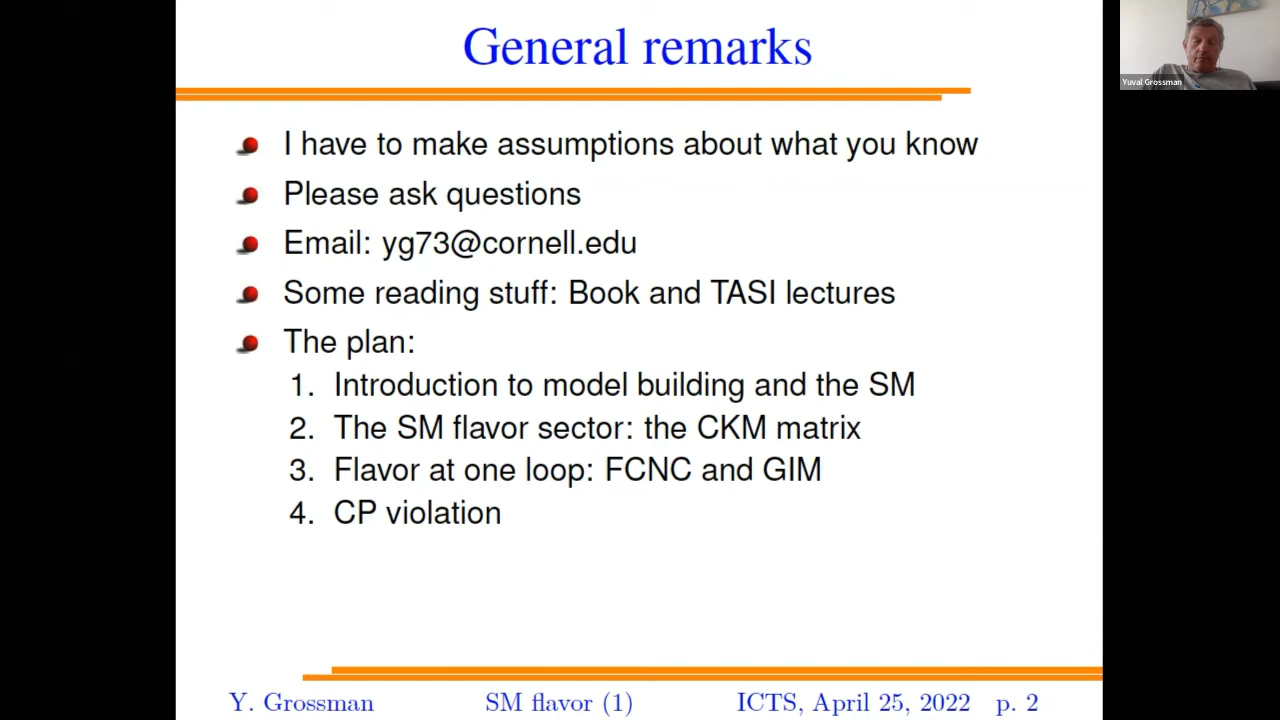 General remarks
Yuval Grossman
I have to make assumptions about what you know
Please ask questions
Email: yg73@cornell.edu
Some reading stuff: Book and TASI lectures
The plan:
1. Introduction to model building and the SM
2. The SM flavor sector: the CKM matrix
3. Flavor at one loop: FCNC and GIM
4. CP violation
Y. Grossman SM flavor (1) ICTS, April 25, 2022 p. 2